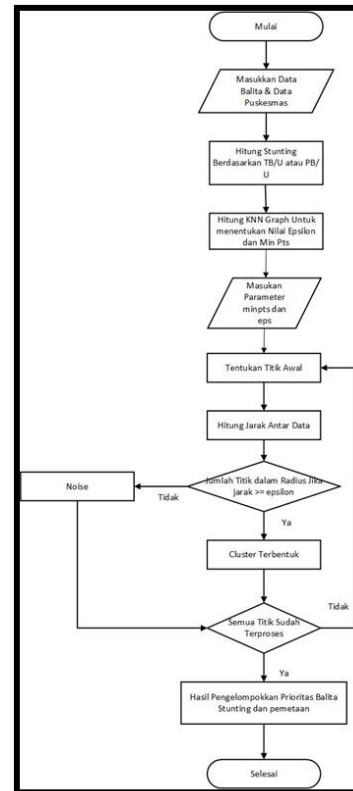 Mulai
Masukkan Data
Balita & Data
Puskesmas
Hitung Stunting
Berdasarkan TB/U atau PB/
U
Hitung KNN Graph Untuk
menentukan Nilai Epsilon
dan Min Pts
Masukan
Parameter
minpts dan
eps
Tentukan Titik Awal
Hitung Jarak Antar Data
Jumlah Titik dalam Radius Jika
jarak >= epsilon
Tidak
Noise
Ya
Cluster Terbentuk
Semua Titik Sudah
Terproses
Tidak
Ya
Hasil Pengelompokkan Prioritas Balita
Stunting dan pemetaan
Selesai